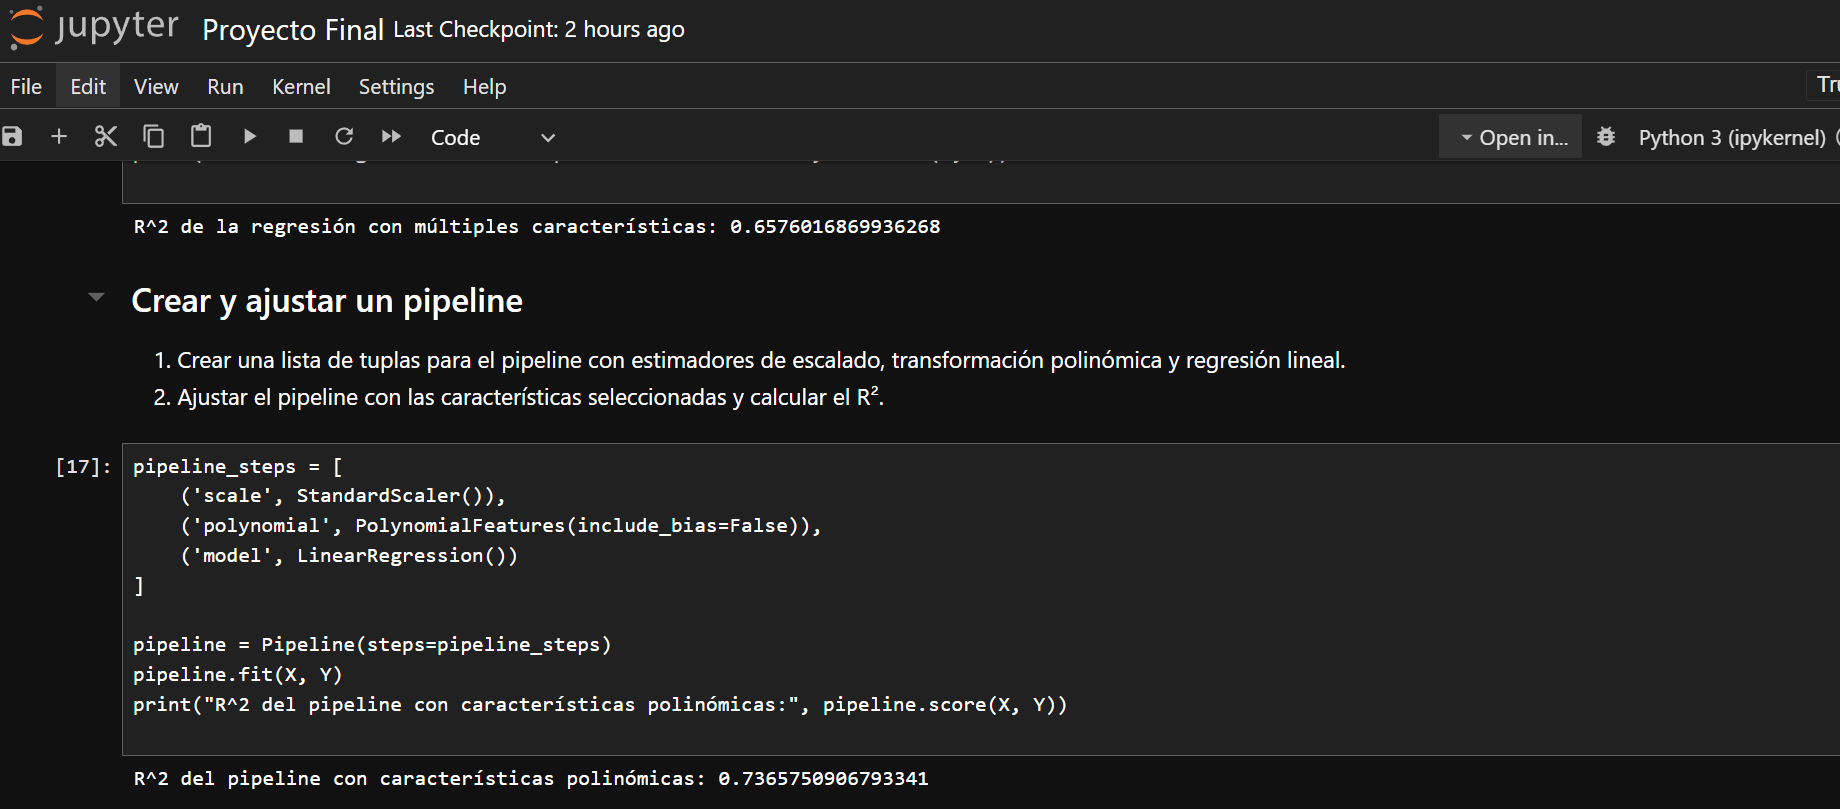 jupyter Proyecto Final Last Checkpoint: 2 hours ago
File Edit View Run Kernel Settings Help
Code Open in... Python 3 (ipykernel)
R^2 de la regresión con múltiples características: 0.6576016869936268
Crear y ajustar un pipeline
1. Crear una lista de tuplas para el pipeline con estimadores de escalado, transformación polinómica y regresión lineal.
2. Ajustar el pipeline con las características seleccionadas y calcular el R².
[17]: pipeline_steps = [
('scale', StandardScaler()),
('polynomial', PolynomialFeatures(include_bias=False)),
('model', LinearRegression())
]
pipeline = Pipeline(steps=pipeline_steps)
pipeline.fit(X, Y)
print("R^2 del pipeline con características polinómicas:", pipeline.score(X, Y))
R^2 del pipeline con características polinómicas: 0.7365750906793341